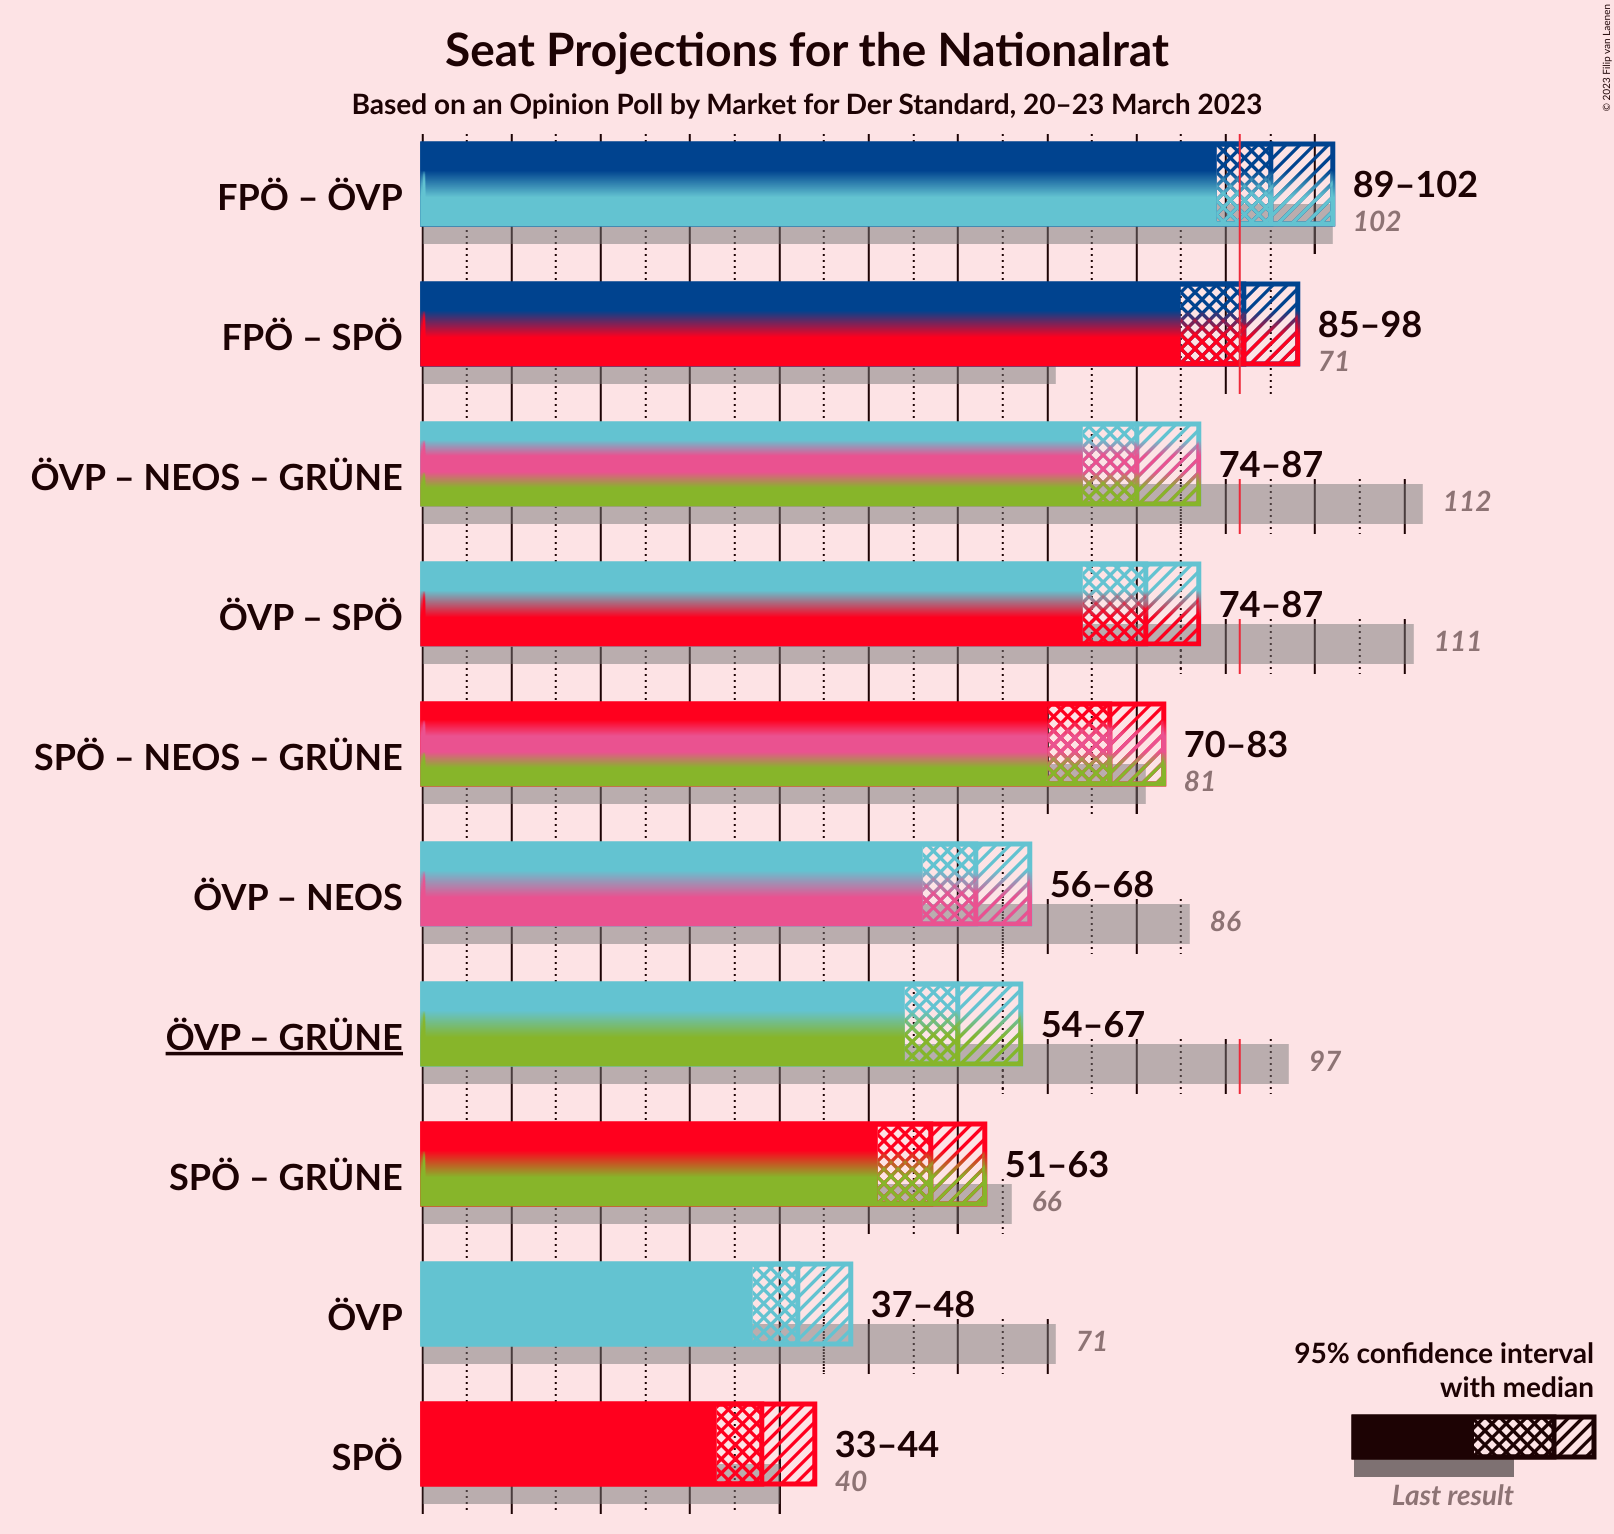 Seat Projections for the Nationalrat
Based on an Opinion Poll by Market for Der Standard, 20–23 March 2023
© 2023 Filip van Laenen
FPÖ – ÖVP
89–102
102
FPÖ – SPÖ
85–98
71
ÖVP – NEOS – GRÜNE
74–87
112
ÖVP – SPÖ
74–87
111
SPÖ – NEOS – GRÜNE
70–83
81
ÖVP – NEOS
56–68
86
ÖVP – GRÜNE
54–67
97
SPÖ – GRÜNE
51–63
66
ÖVP
37–48
71
SPÖ
33–44
40
95% confidence interval
with median
Last result